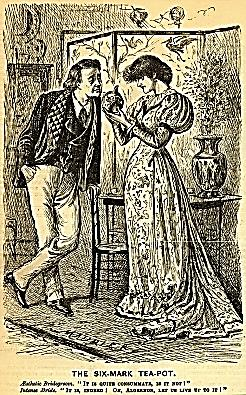 THE SIX-MARK TEA-POT.
Æsthetic Bridegroom. "IT IS QUITE CONSUMMATE, IS IT NOT?"
Intense Bride. "IT IS, INDEED! OH, ALGERNON, LET US LIVE UP TO IT!"